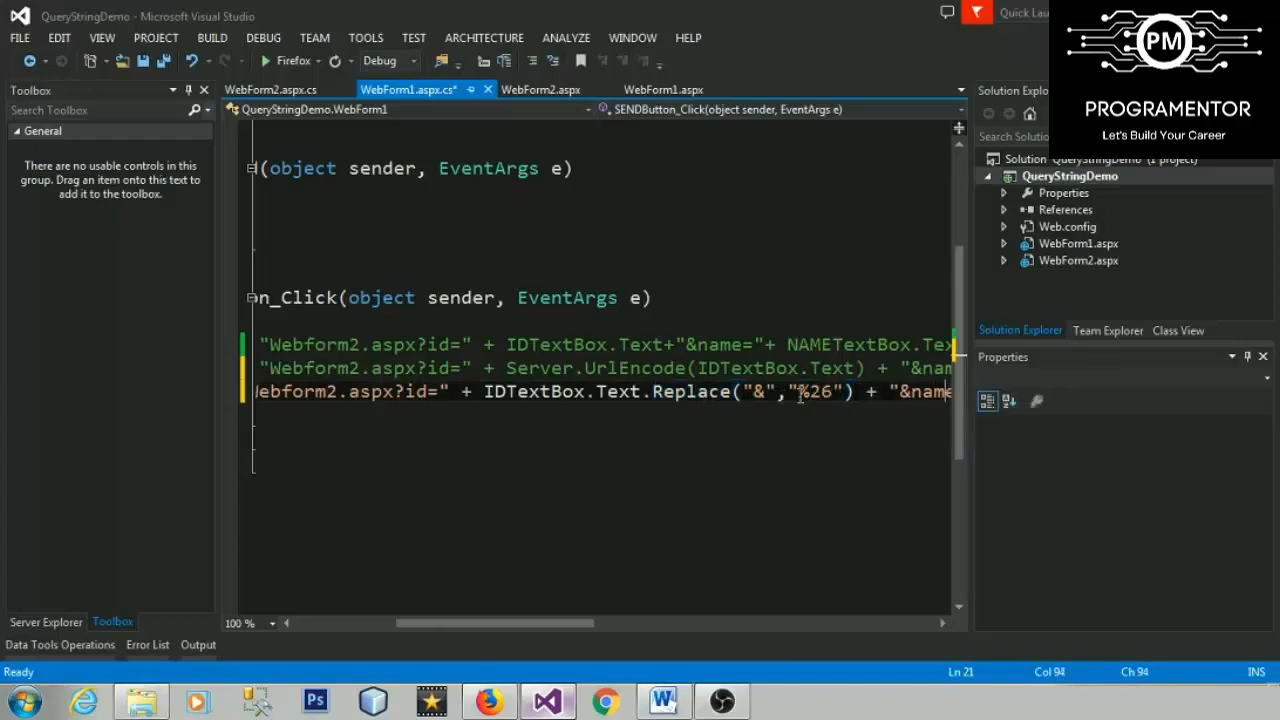 QueryStringDemo - Microsoft Visual Studio
Quick Lau
PM
PROGRAMENTOR
Let's Build Your Career
FILE EDIT VIEW PROJECT BUILD DEBUG TEAM TOOLS TEST ARCHITECTURE ANALYZE WINDOW HELP
Firefox Debug
Toolbox
Search Toolbox
General
There are no usable controls in this
group. Drag an item onto this text to
add it to the toolbox.
Server Explorer Toolbox
WebForm2.aspx.cs WebForm1.aspx.cs* WebForm2.aspx WebForm1.aspx
QueryStringDemo.WebForm1 SENDButton_Click(object sender, EventArgs e)
(object sender, EventArgs e)
n_Click(object sender, EventArgs e)
"Webform2.aspx?id=" + IDTextBox.Text+"&name="+ NAMETextBox.Tex
"Webform2.aspx?id=" + Server.UrlEncode(IDTextBox.Text) + "&nam
Webform2.aspx?id=" + IDTextBox.Text.Replace("&","%26") + "&name
100 %
Solution Explo
Search Solutio
Solution 'QueryStringDemo' (1 project)
QueryStringDemo
Properties
References
Web.config
WebForm1.aspx
WebForm2.aspx
Solution Explorer Team Explorer Class View
Properties
Data Tools Operations Error List Output
Ready Ln 21 Col 94 Ch 94 INS
Ps
W